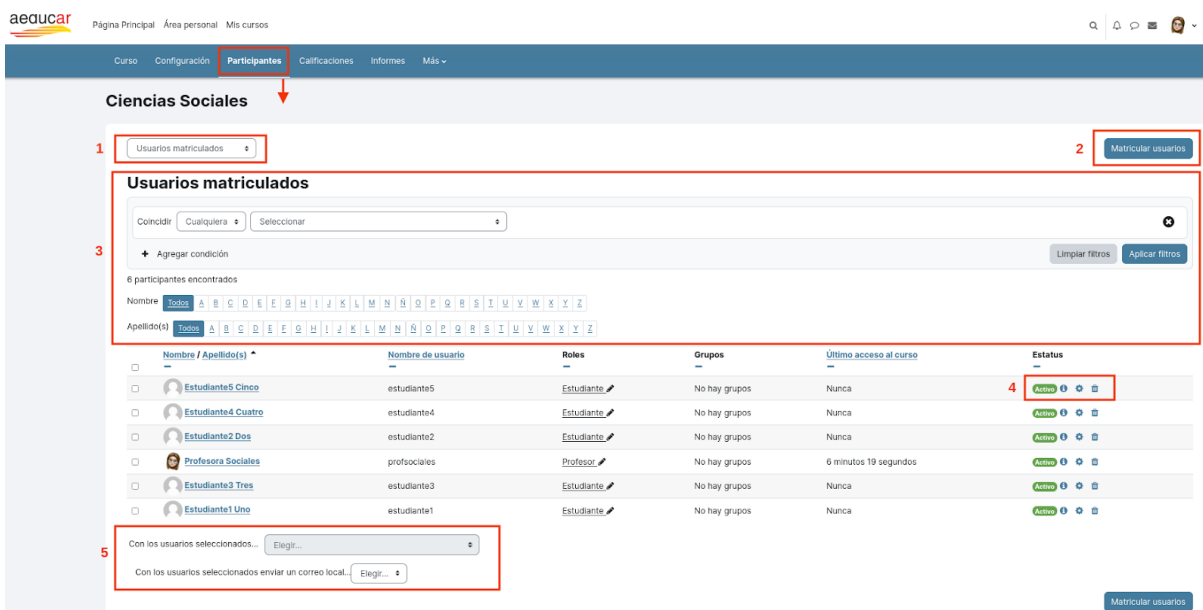 aeducar
Página Principal Área personal Mis cursos
Curso Configuración Participantes Calificaciones Informes Más
Ciencias Sociales
1 Usuarios matriculados 2 Matricular usuarios
Usuarios matriculados
Coincidir Cualquiera Seleccionar
3 + Agregar condición Limpiar filtros Aplicar filtros
6 participantes encontrados
Nombre Todos A B C D E F G H I J K L M N Ñ O P Q R S T U V W X Y Z
Apellido(s) Todos A B C D E F G H I J K L M N Ñ O P Q R S T U V W X Y Z
Nombre / Apellido(s) Nombre de usuario Roles Grupos Último acceso al curso Estatus
Estudiante5 Cinco estudiante5 Estudiante No hay grupos Nunca 4 Activo
Estudiante4 Cuatro estudiante4 Estudiante No hay grupos Nunca Activo
Estudiante2 Dos estudiante2 Estudiante No hay grupos Nunca Activo
Profesora Sociales profsociales Profesor No hay grupos 6 minutos 19 segundos Activo
Estudiante3 Tres estudiante3 Estudiante No hay grupos Nunca Activo
Estudiante1 Uno estudiante1 Estudiante No hay grupos Nunca Activo
5 Con los usuarios seleccionados... Elegir...
Con los usuarios seleccionados enviar un correo local... Elegir...
Matricular usuarios